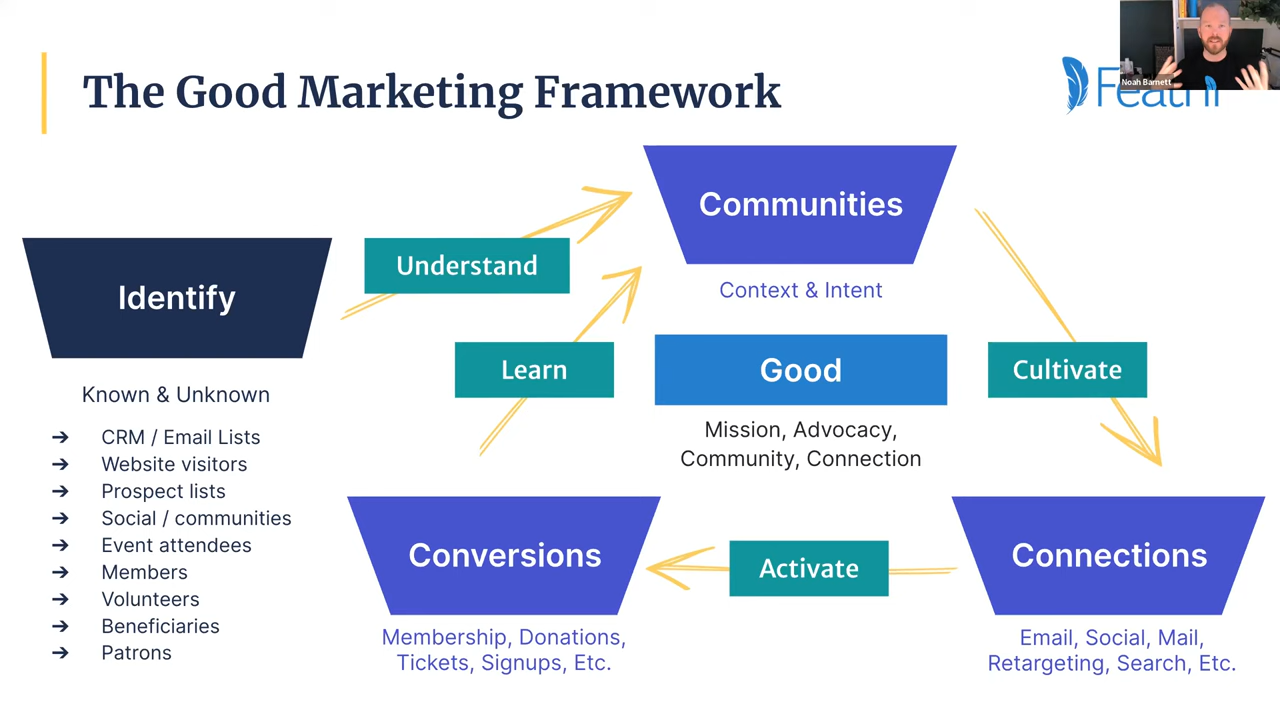 The Good Marketing Framework
Noah Barnett
Communities
Understand
Identify
Context & Intent
Learn
Good
Cultivate
Known & Unknown
Mission, Advocacy,
Community, Connection
➔ CRM / Email Lists
➔ Website visitors
➔ Prospect lists
➔ Social / communities
➔ Event attendees
➔ Members
➔ Volunteers
➔ Beneficiaries
➔ Patrons
Conversions
Activate
Connections
Membership, Donations,
Tickets, Signups, Etc.
Email, Social, Mail,
Retargeting, Search, Etc.